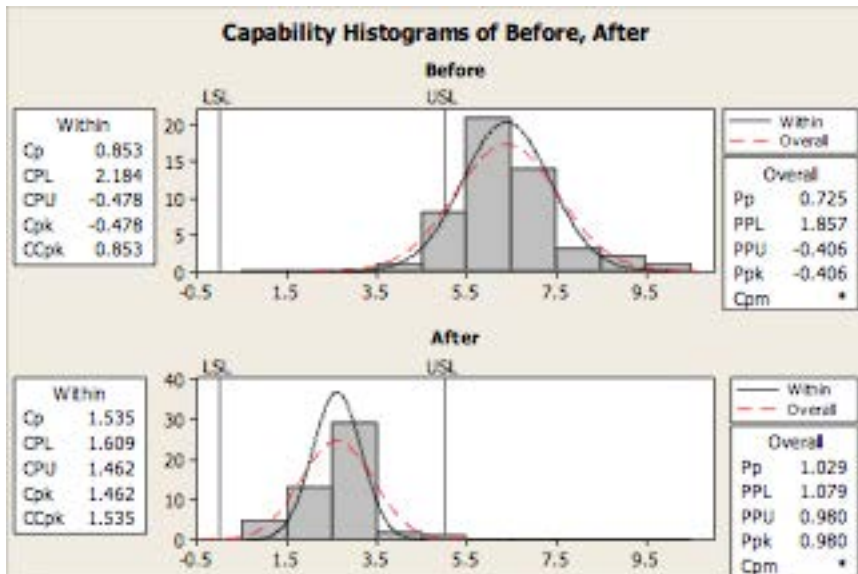 Capability Histograms of Before, After
Before
LSL USL
Within
Cp 0.853
CPL 2.184
CPU -0.478
Cpk -0.478
CCpk 0.853
20
15
10
5
0
-0.5 1.5 3.5 5.5 7.5 9.5
Within
Overall
Overall
Pp 0.725
PPL 1.857
PPU -0.406
Ppk -0.406
Cpm *
After
LSL USL
Within
Cp 1.535
CPL 1.609
CPU 1.462
Cpk 1.462
CCpk 1.535
40
30
20
10
0
-0.5 1.5 3.5 5.5 7.5 9.5
Within
Overall
Overall
Pp 1.029
PPL 1.079
PPU 0.980
Ppk 0.980
Cpm *